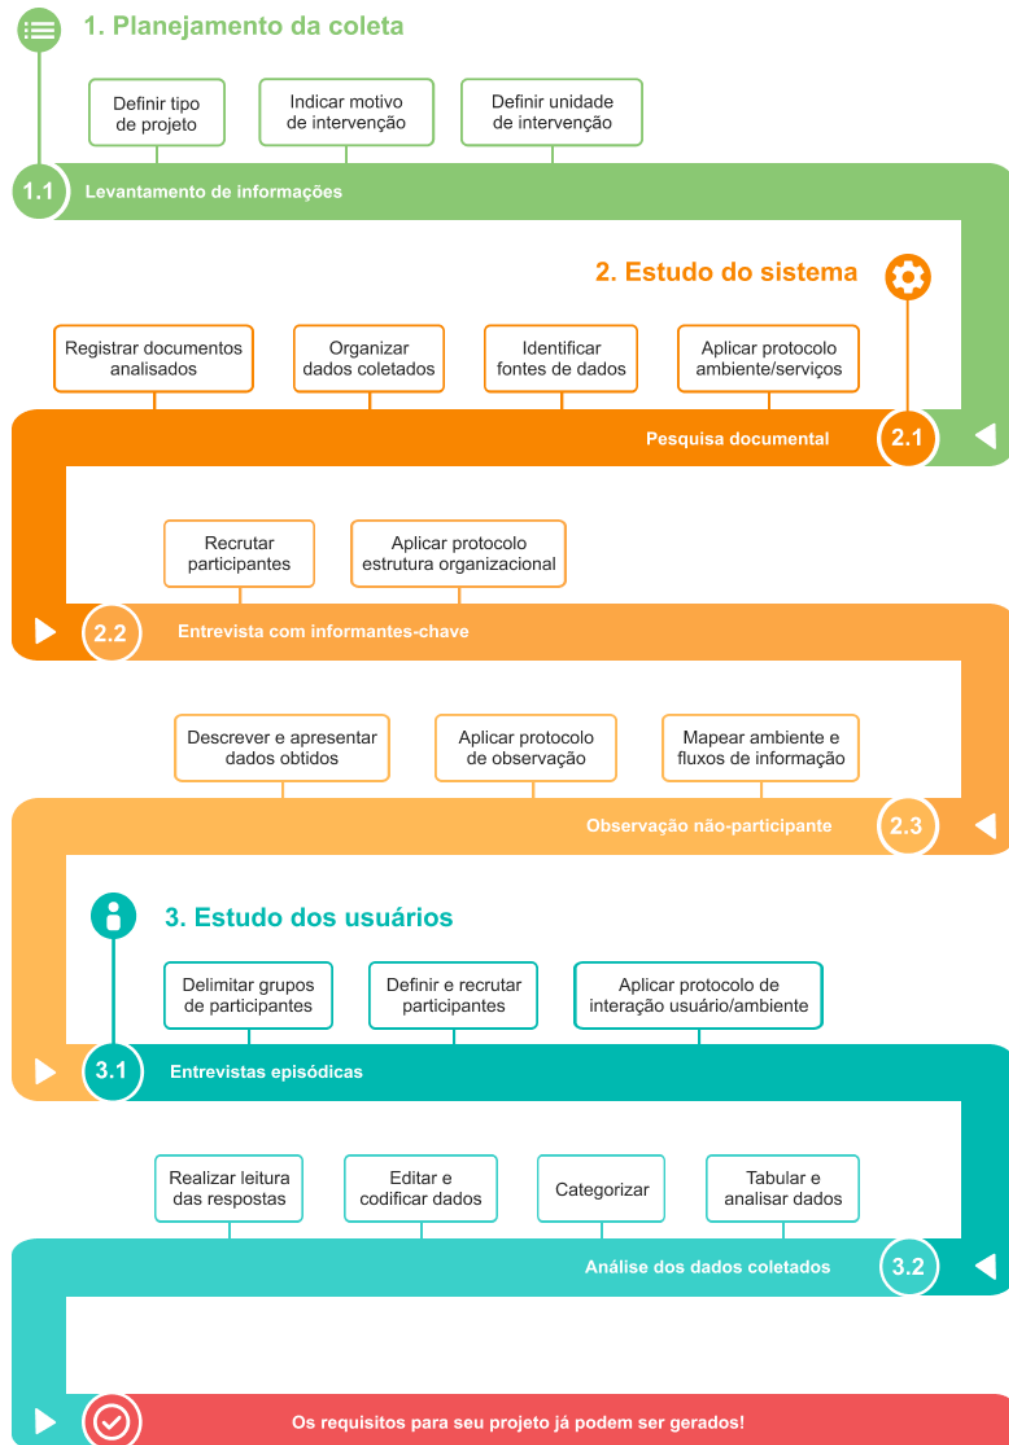 1. Planejamento da coleta
Definir tipo
de projeto
Indicar motivo
de intervenção
Definir unidade
de intervenção
1.1
Levantamento de informações
2. Estudo do sistema
Registrar documentos
analisados
Organizar
dados coletados
Identificar
fontes de dados
Aplicar protocolo
ambiente/serviços
Pesquisa documental
2.1
Recrutar
participantes
Aplicar protocolo
estrutura organizacional
2.2
Entrevista com informantes-chave
Descrever e apresentar
dados obtidos
Aplicar protocolo
de observação
Mapear ambiente e
fluxos de informação
Observação não-participante
2.3
3. Estudo dos usuários
Delimitar grupos
de participantes
Definir e recrutar
participantes
Aplicar protocolo de
interação usuário/ambiente
3.1
Entrevistas episódicas
Realizar leitura
das respostas
Editar e
codificar dados
Categorizar
Tabular e
analisar dados
Análise dos dados coletados
3.2
Os requisitos para seu projeto já podem ser gerados!